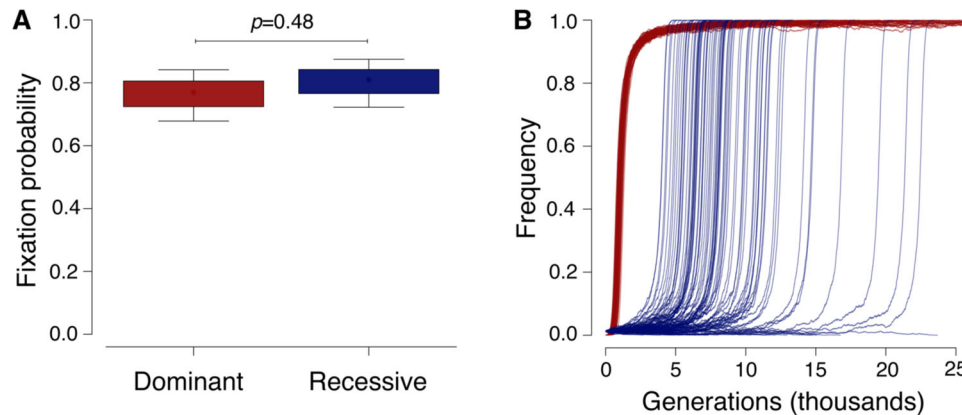 A
p=0.48
Fixation probability
1.0
0.8
0.6
0.4
0.2
0.0
Dominant
Recessive
B
Frequency
1.0
0.8
0.6
0.4
0.2
0.0
0
5
10
15
20
25
Generations (thousands)